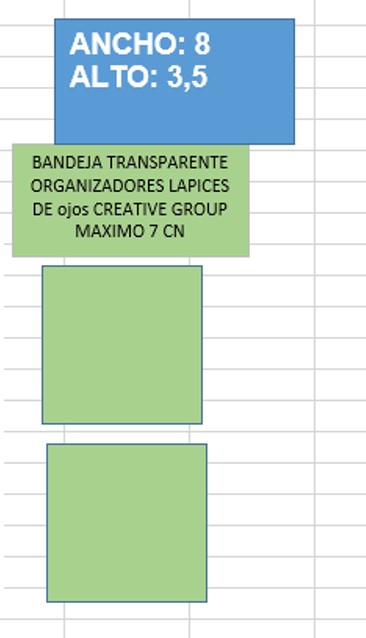 ANCHO: 8
ALTO: 3,5
BANDEJA TRANSPARENTE
ORGANIZADORES LAPICES
DE ojos CREATIVE GROUP
MAXIMO 7 CN